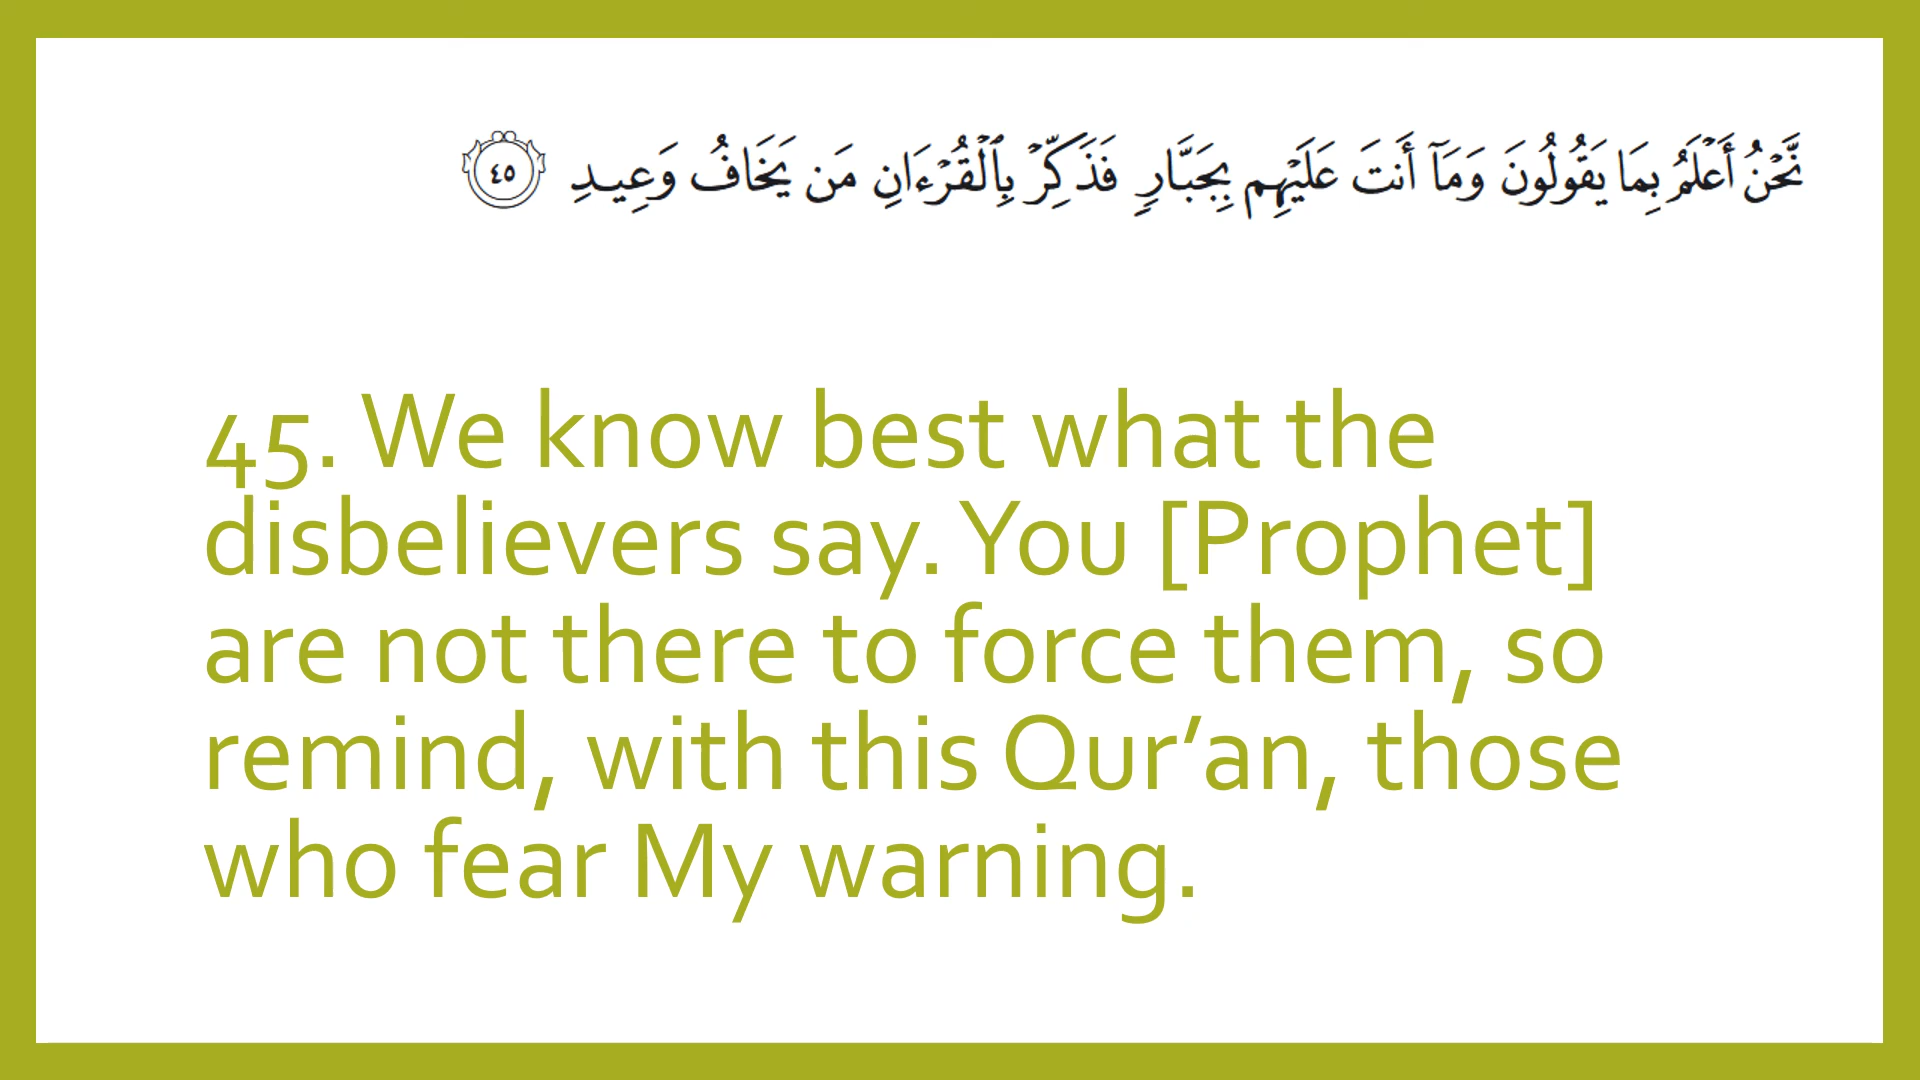 نَّحْنُ أَعْلَمُ بِمَا يَقُولُونَ وَمَآ أَنتَ عَلَيْهِم بِجَبَّارٍ فَذَكِّرْ بِٱلْقُرْءَانِ مَن يَخَافُ وَعِيدِ ٤٥
45. We know best what the
disbelievers say. You [Prophet]
are not there to force them, so
remind, with this Qur’an, those
who fear My warning.